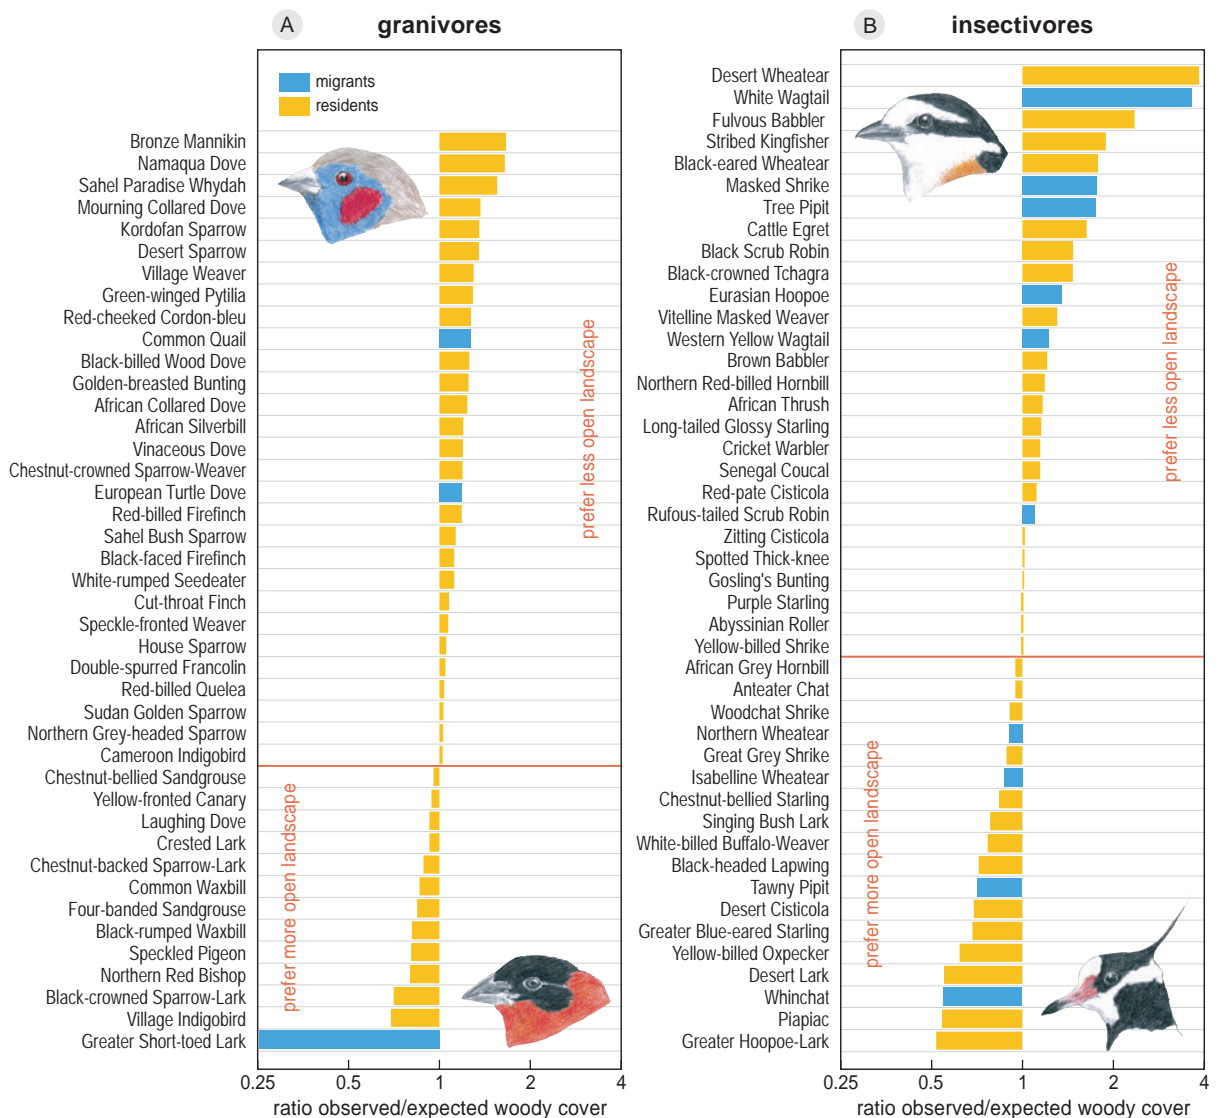 A granivores
migrants
residents
Bronze Mannikin
Namaqua Dove
Sahel Paradise Whydah
Mourning Collared Dove
Kordofan Sparrow
Desert Sparrow
Village Weaver
Green-winged Pytilia
Red-cheeked Cordon-bleu
Common Quail
Black-billed Wood Dove
Golden-breasted Bunting
African Collared Dove
African Silverbill
Vinaceous Dove
Chestnut-crowned Sparrow-Weaver
European Turtle Dove
Red-billed Firefinch
Sahel Bush Sparrow
Black-faced Firefinch
White-rumped Seedeater
Cut-throat Finch
Speckle-fronted Weaver
House Sparrow
Double-spurred Francolin
Red-billed Quelea
Sudan Golden Sparrow
Northern Grey-headed Sparrow
Cameroon Indigobird
Chestnut-bellied Sandgrouse
Yellow-fronted Canary
Laughing Dove
Crested Lark
Chestnut-backed Sparrow-Lark
Common Waxbill
Four-banded Sandgrouse
Black-rumped Waxbill
Speckled Pigeon
Northern Red Bishop
Black-crowned Sparrow-Lark
Village Indigobird
Greater Short-toed Lark
prefer less open landscape
prefer more open landscape
0.25 0.5 1 2 4
ratio observed/expected woody cover
B insectivores
Desert Wheatear
White Wagtail
Fulvous Babbler
Stribed Kingfisher
Black-eared Wheatear
Masked Shrike
Tree Pipit
Cattle Egret
Black Scrub Robin
Black-crowned Tchagra
Eurasian Hoopoe
Vitelline Masked Weaver
Western Yellow Wagtail
Brown Babbler
Northern Red-billed Hornbill
African Thrush
Long-tailed Glossy Starling
Cricket Warbler
Senegal Coucal
Red-pate Cisticola
Rufous-tailed Scrub Robin
Zitting Cisticola
Spotted Thick-knee
Gosling's Bunting
Purple Starling
Abyssinian Roller
Yellow-billed Shrike
African Grey Hornbill
Anteater Chat
Woodchat Shrike
Northern Wheatear
Great Grey Shrike
Isabelline Wheatear
Chestnut-bellied Starling
Singing Bush Lark
White-billed Buffalo-Weaver
Black-headed Lapwing
Tawny Pipit
Desert Cisticola
Greater Blue-eared Starling
Yellow-billed Oxpecker
Desert Lark
Whinchat
Piapiac
Greater Hoopoe-Lark
prefer less open landscape
prefer more open landscape
0.25 0.5 1 2 4
ratio observed/expected woody cover